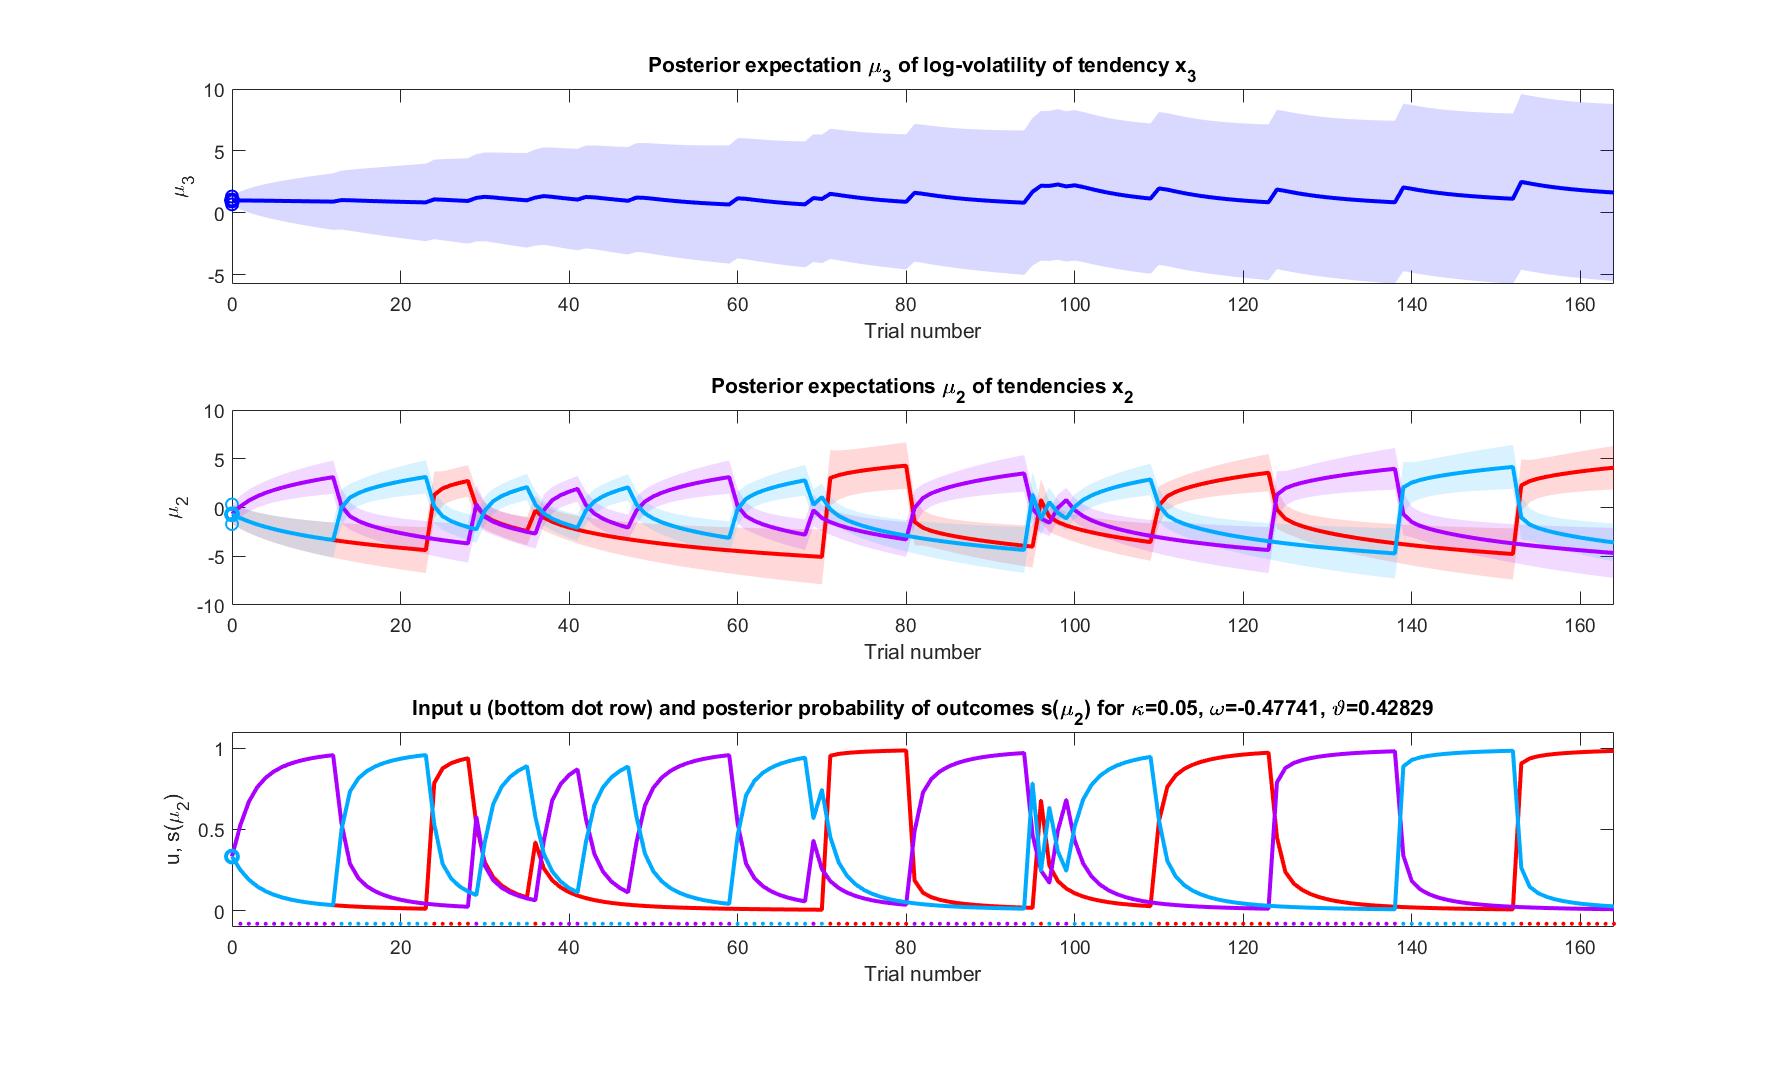 Posterior expectation μ3 of log-volatility of tendency x3
10
5
0
-5
μ3
0 20 40 60 80 100 120 140 160
Trial number
Posterior expectations μ2 of tendencies x2
10
5
0
-5
-10
μ2
0 20 40 60 80 100 120 140 160
Trial number
Input u (bottom dot row) and posterior probability of outcomes s(μ2) for κ=0.05, ω=-0.47741, ϑ=0.42829
1
0.5
0
u, s(μ2)
0 20 40 60 80 100 120 140 160
Trial number